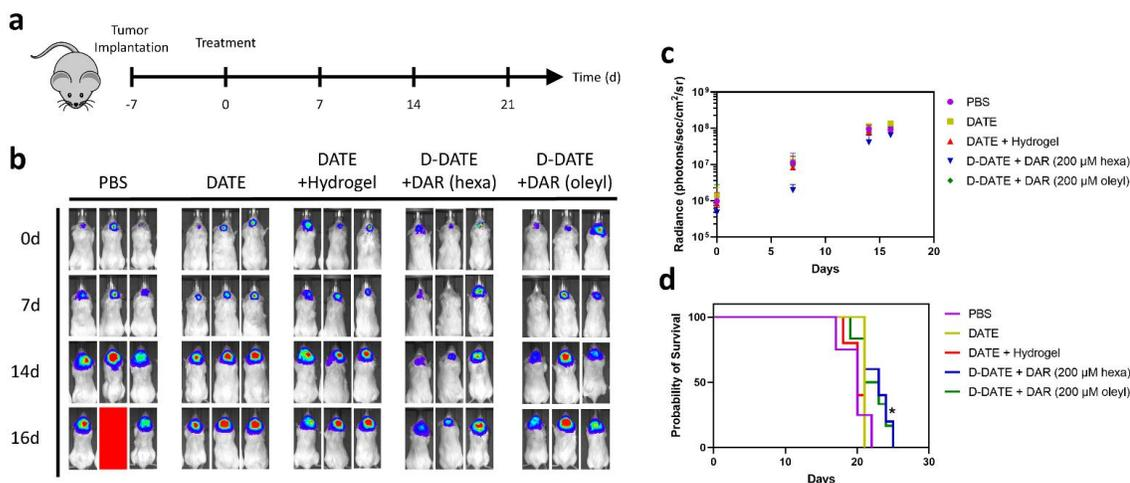 a
Tumor
Implantation
Treatment
Time (d)
-7
0
7
14
21
b
PBS
DATE
DATE
+Hydrogel
D-DATE
+DAR (hexa)
D-DATE
+DAR (oleyl)
0d
7d
14d
16d
c
Radiance (photons/sec/cm²/sr)
10⁹
10⁸
10⁷
10⁶
10⁵
0
5
10
15
20
Days
PBS
DATE
DATE + Hydrogel
D-DATE + DAR (200 µM hexa)
D-DATE + DAR (200 µM oleyl)
d
Probability of Survival
100
50
0
0
10
20
30
Days
*
PBS
DATE
DATE + Hydrogel
D-DATE + DAR (200 µM hexa)
D-DATE + DAR (200 µM oleyl)